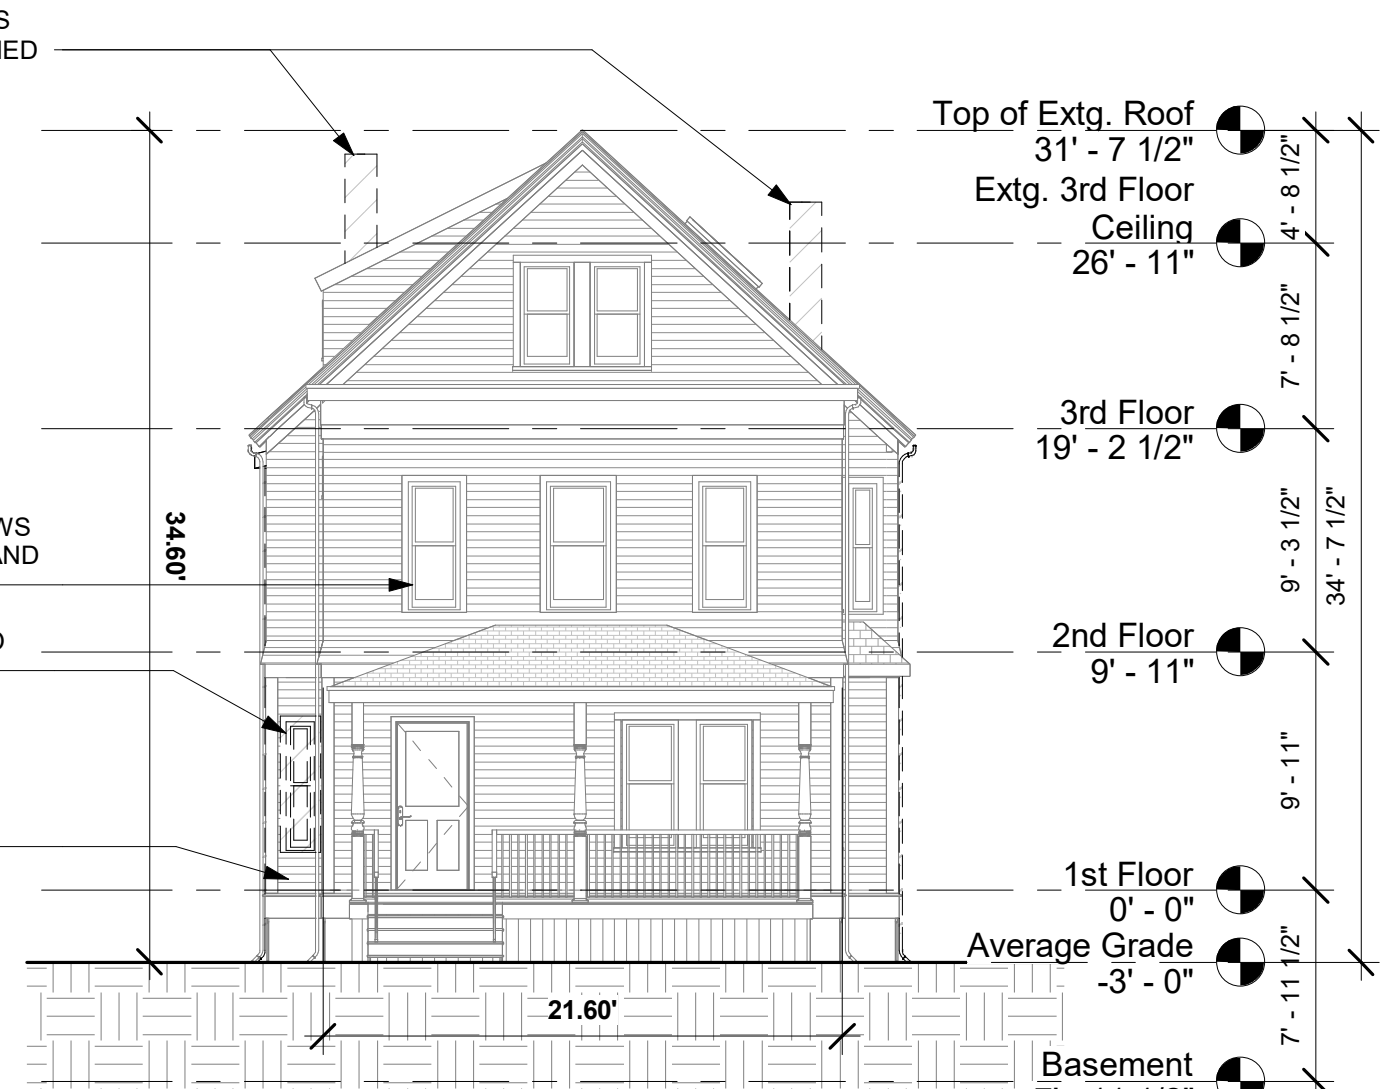 Top of Extg. Roof
31' - 7 1/2"
4' - 8 1/2"
Extg. 3rd Floor
Ceiling
26' - 11"
7' - 8 1/2"
3rd Floor
19' - 2 1/2"
AND
34.60'
9' - 3 1/2"
34' - 7 1/2"
2nd Floor
9' - 11"
9' - 11"
1st Floor
0' - 0"
Average Grade
-3' - 0"
7' - 11 1/2"
21.60'
Basement